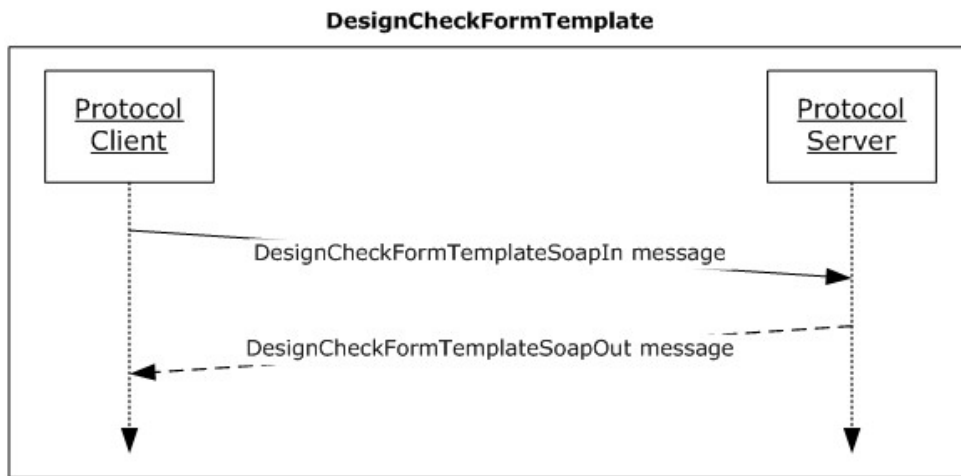 DesignCheckFormTemplate
Protocol
Client
Protocol
Server
DesignCheckFormTemplateSoapIn message
DesignCheckFormTemplateSoapOut message